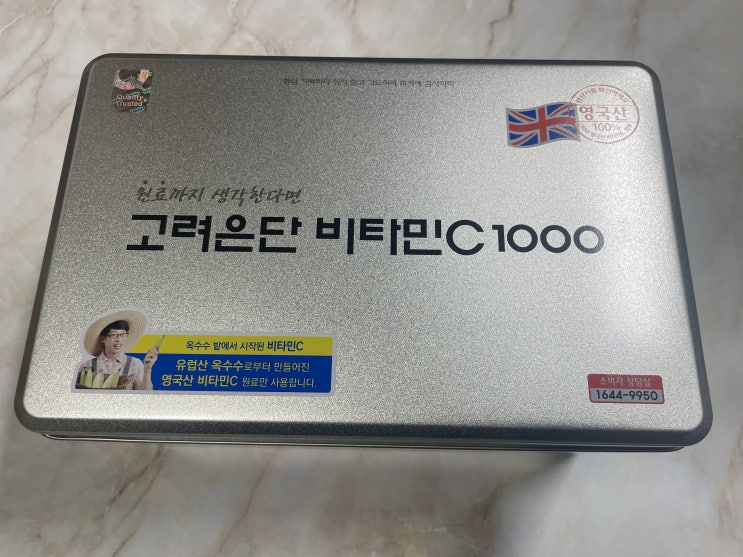 Quality
Trusted
영국산
100%
원료까지 생각한다면
고려은단 비타민C 1000
옥수수 밭에서 시작된 비타민C
유럽산 옥수수로부터 만들어진
영국산 비타민C 원료만 사용합니다.
소비자 상담실
1644-9950